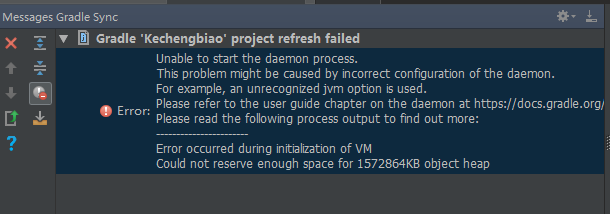 Messages Gradle Sync
Gradle 'Kechengbiao' project refresh failed
Unable to start the daemon process.
This problem might be caused by incorrect configuration of the daemon.
For example, an unrecognized jvm option is used.
Error: Please refer to the user guide chapter on the daemon at https://docs.gradle.org/
Please read the following process output to find out more:
-----------------------
Error occurred during initialization of VM
Could not reserve enough space for 1572864KB object heap